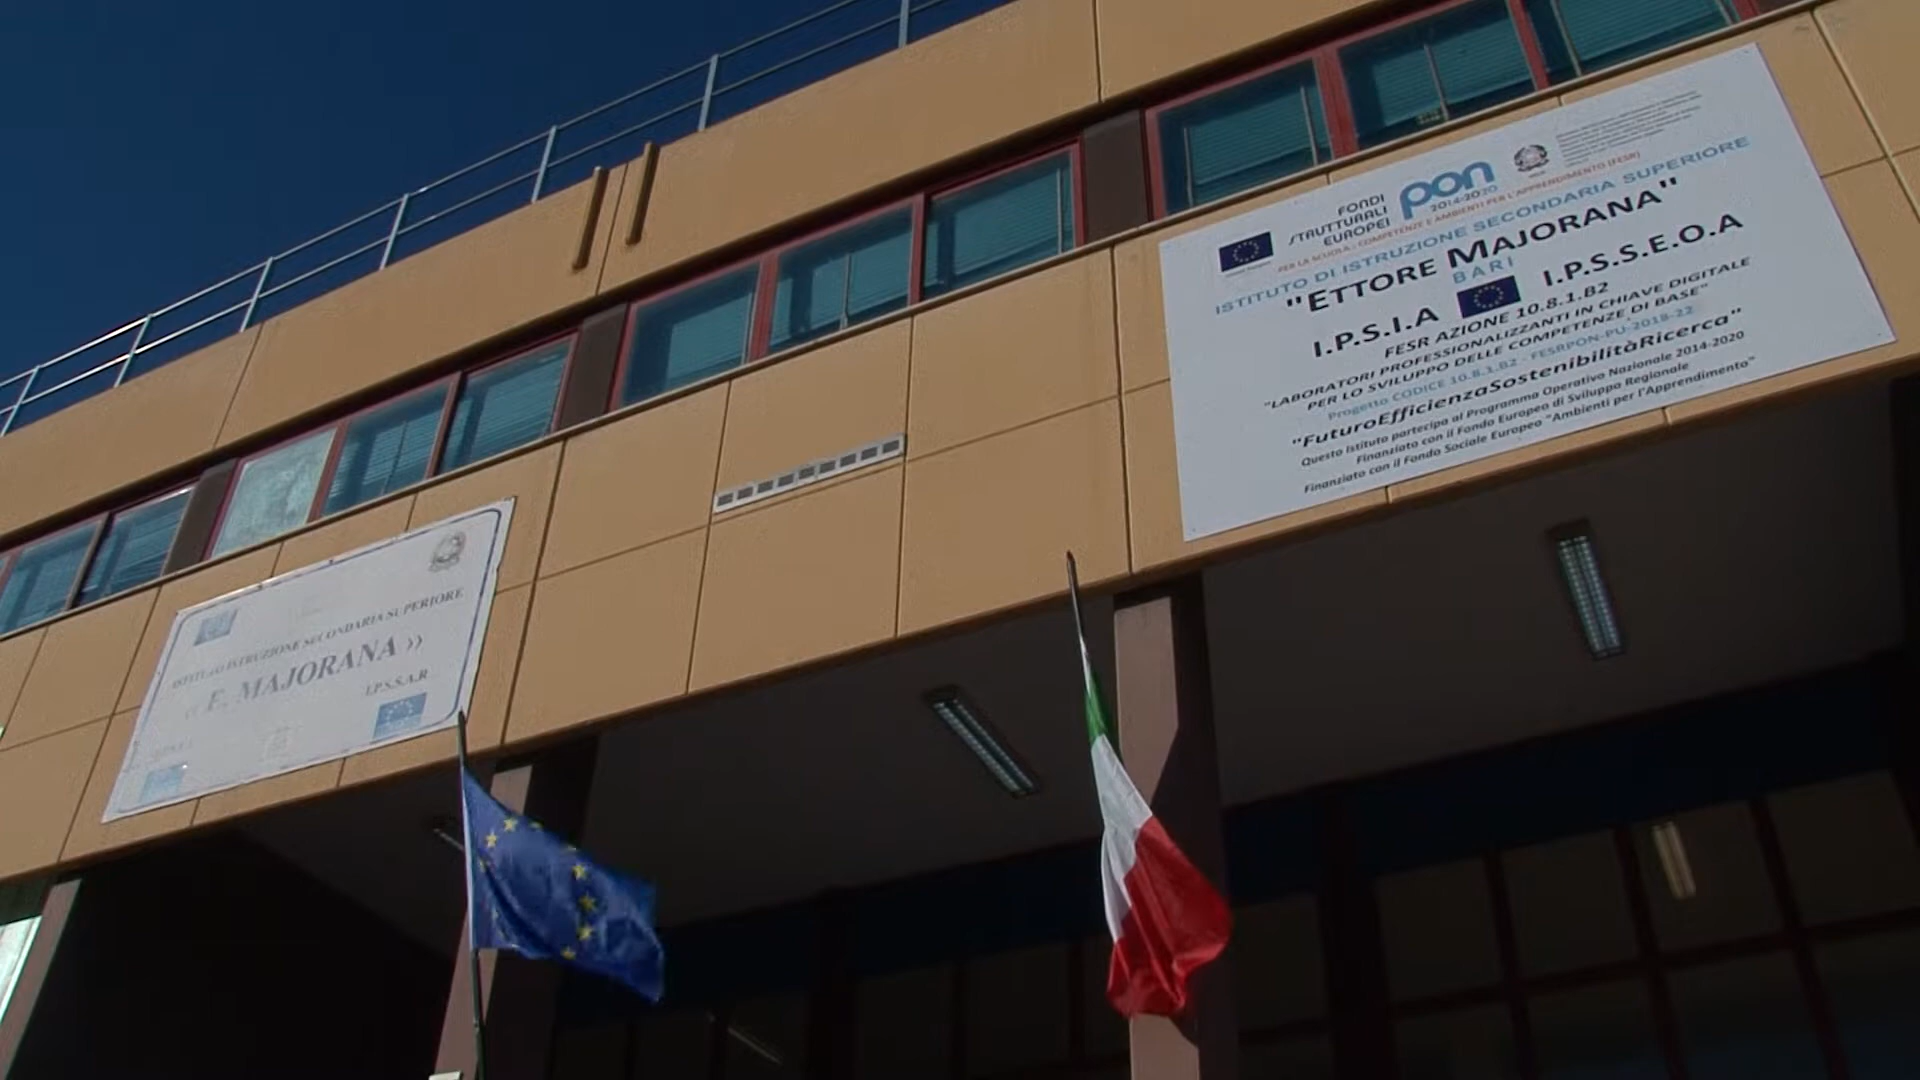 ISTITUTO ISTRUZIONE SECONDARIA SUPERIORE
« E. MAJORANA »
I.P.S.S.A.R.
FONDI
STRUTTURALI
EUROPEI
pon
2014-2020
PER LA SCUOLA - COMPETENZE E AMBIENTI PER L'APPRENDIMENTO (FESR)
ISTITUTO DI ISTRUZIONE SECONDARIA SUPERIORE
"ETTORE MAJORANA"
BARI
I.P.S.I.A I.P.S.S.E.O.A
FESR AZIONE 10.8.1.B2
"LABORATORI PROFESSIONALIZZANTI IN CHIAVE DIGITALE
PER LO SVILUPPO DELLE COMPETENZE DI BASE"
Progetto CODICE 10.8.1.B2 - FESRPON-PU-2018-22
"FuturoEfficienzaSostenibilitàRicerca"
Questo Istituto partecipa al Programma Operativo Nazionale 2014-2020
Finanziato con il Fondo Europeo di Sviluppo Regionale
Finanziato con il Fondo Sociale Europeo "Ambienti per l'Apprendimento"